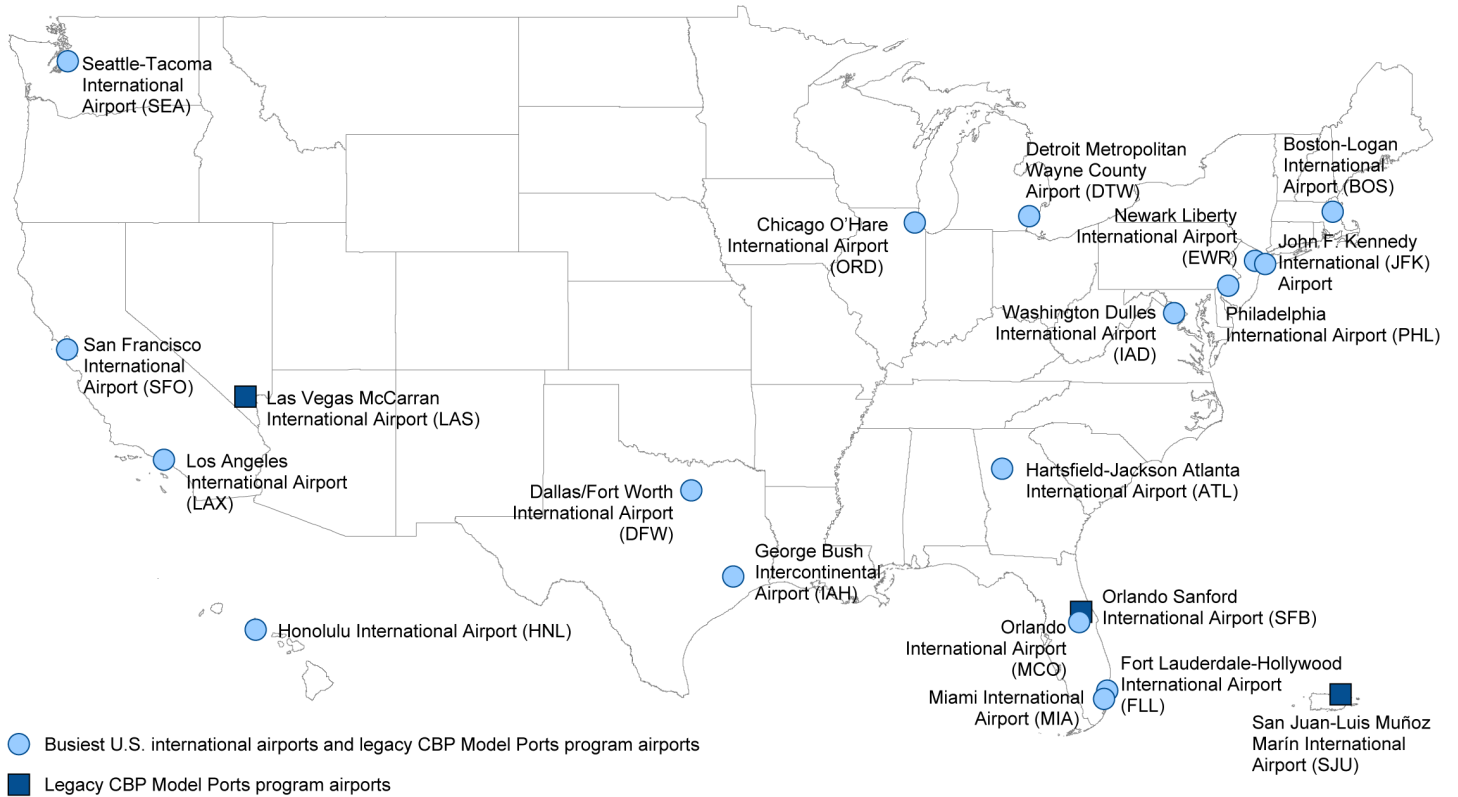 Seattle-Tacoma
International
Airport (SEA)
Detroit Metropolitan
Wayne County
Airport (DTW)
Boston-Logan
International
Airport (BOS)
Chicago O’Hare
International Airport
(ORD)
Newark Liberty
International Airport
(EWR)
John F. Kennedy
International (JFK)
Airport
Washington Dulles
International Airport
(IAD)
Philadelphia
International Airport (PHL)
San Francisco
International
Airport (SFO)
Las Vegas McCarran
International Airport (LAS)
Los Angeles
International Airport
(LAX)
Dallas/Fort Worth
International Airport
(DFW)
Hartsfield-Jackson Atlanta
International Airport (ATL)
George Bush
Intercontinental
Airport (IAH)
Honolulu International Airport (HNL)
Orlando Sanford
International Airport (SFB)
Orlando
International Airport
(MCO)
Fort Lauderdale-Hollywood
International Airport
(FLL)
Miami International
Airport (MIA)
San Juan-Luis Muñoz
Marín International
Airport (SJU)
Busiest U.S. international airports and legacy CBP Model Ports program airports
Legacy CBP Model Ports program airports